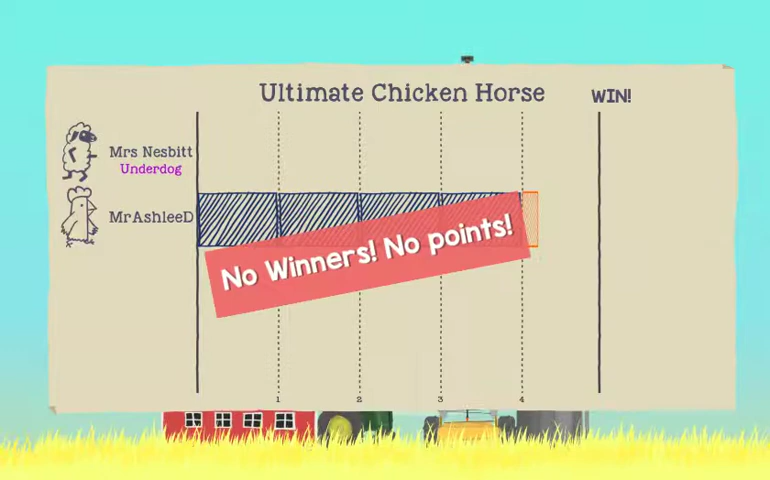 Ultimate Chicken Horse
WIN!
Mrs Nesbitt
Underdog
MrAshleeD
No Winners! No points!
1 2 3 4